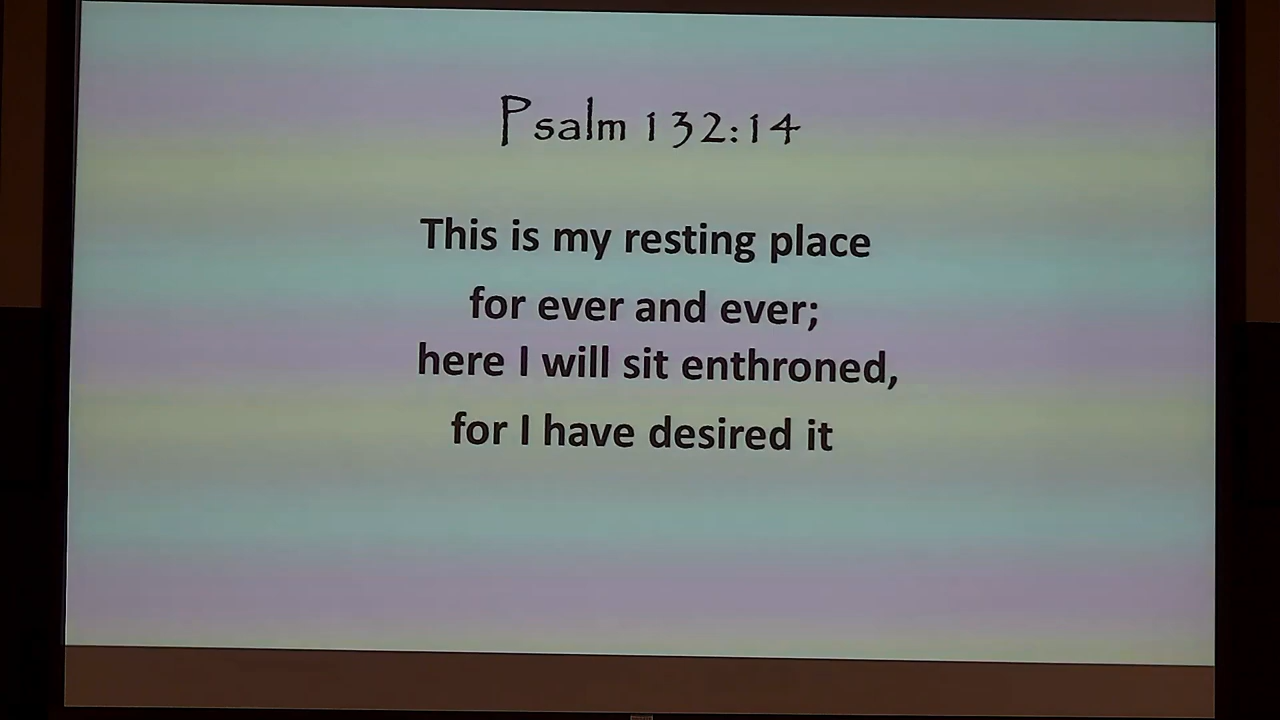 Psalm 132:14
This is my resting place
for ever and ever;
here I will sit enthroned,
for I have desired it